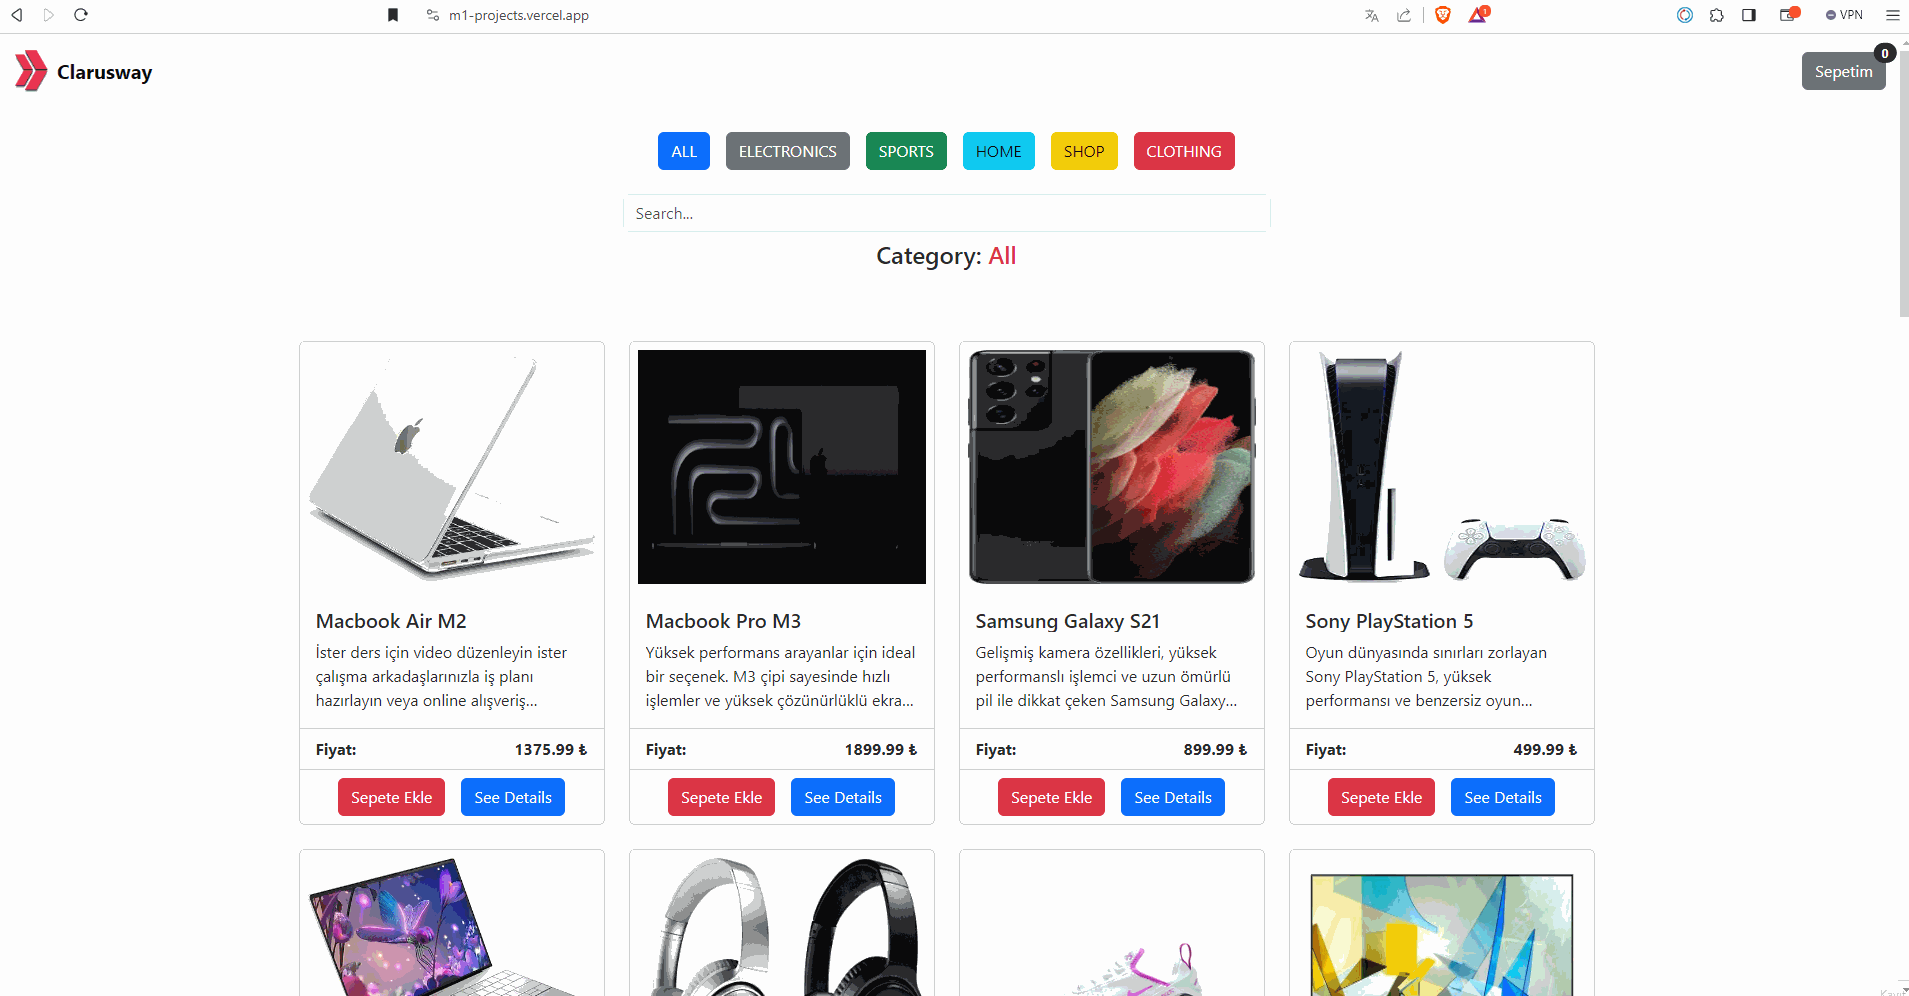 m1-projects.vercel.app
1
VPN
Clarusway
0
Sepetim
ALL ELECTRONICS SPORTS HOME SHOP CLOTHING
Search...
Category: All
Macbook Air M2
İster ders için video düzenleyin ister
çalışma arkadaşlarınızla iş planı
hazırlayın veya online alışveriş...
Fiyat: 1375.99 ₺
Sepete Ekle See Details
Macbook Pro M3
Yüksek performans arayanlar için ideal
bir seçenek. M3 çipi sayesinde hızlı
işlemler ve yüksek çözünürlüklü ekra...
Fiyat: 1899.99 ₺
Sepete Ekle See Details
Samsung Galaxy S21
Gelişmiş kamera özellikleri, yüksek
performanslı işlemci ve uzun ömürlü
pil ile dikkat çeken Samsung Galaxy...
Fiyat: 899.99 ₺
Sepete Ekle See Details
Sony PlayStation 5
Oyun dünyasında sınırları zorlayan
Sony PlayStation 5, yüksek
performansı ve benzersiz oyun...
Fiyat: 499.99 ₺
Sepete Ekle See Details